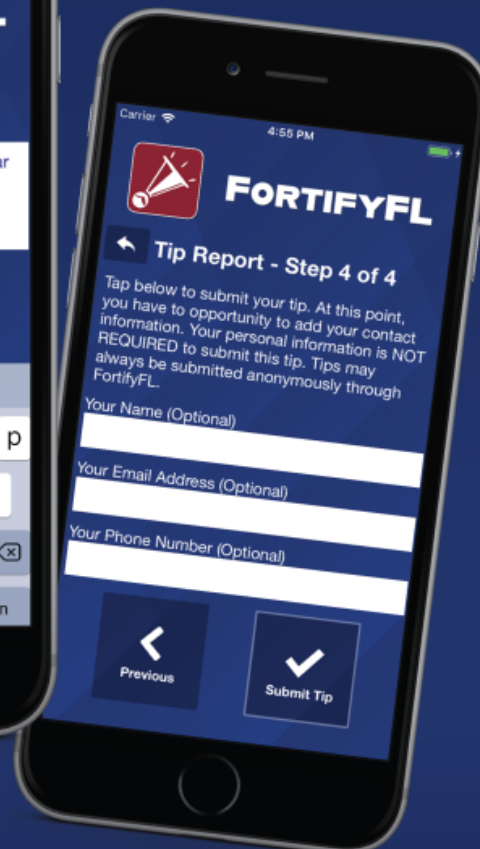 ar
p
n
Carrier
4:55 PM
FORTIFYFL
Tip Report - Step 4 of 4
Tap below to submit your tip. At this point,
you have to opportunity to add your contact
information. Your personal information is NOT
REQUIRED to submit this tip. Tips may
always be submitted anonymously through
FortifyFL.
Your Name (Optional)
Your Email Address (Optional)
Your Phone Number (Optional)
Previous
Submit Tip